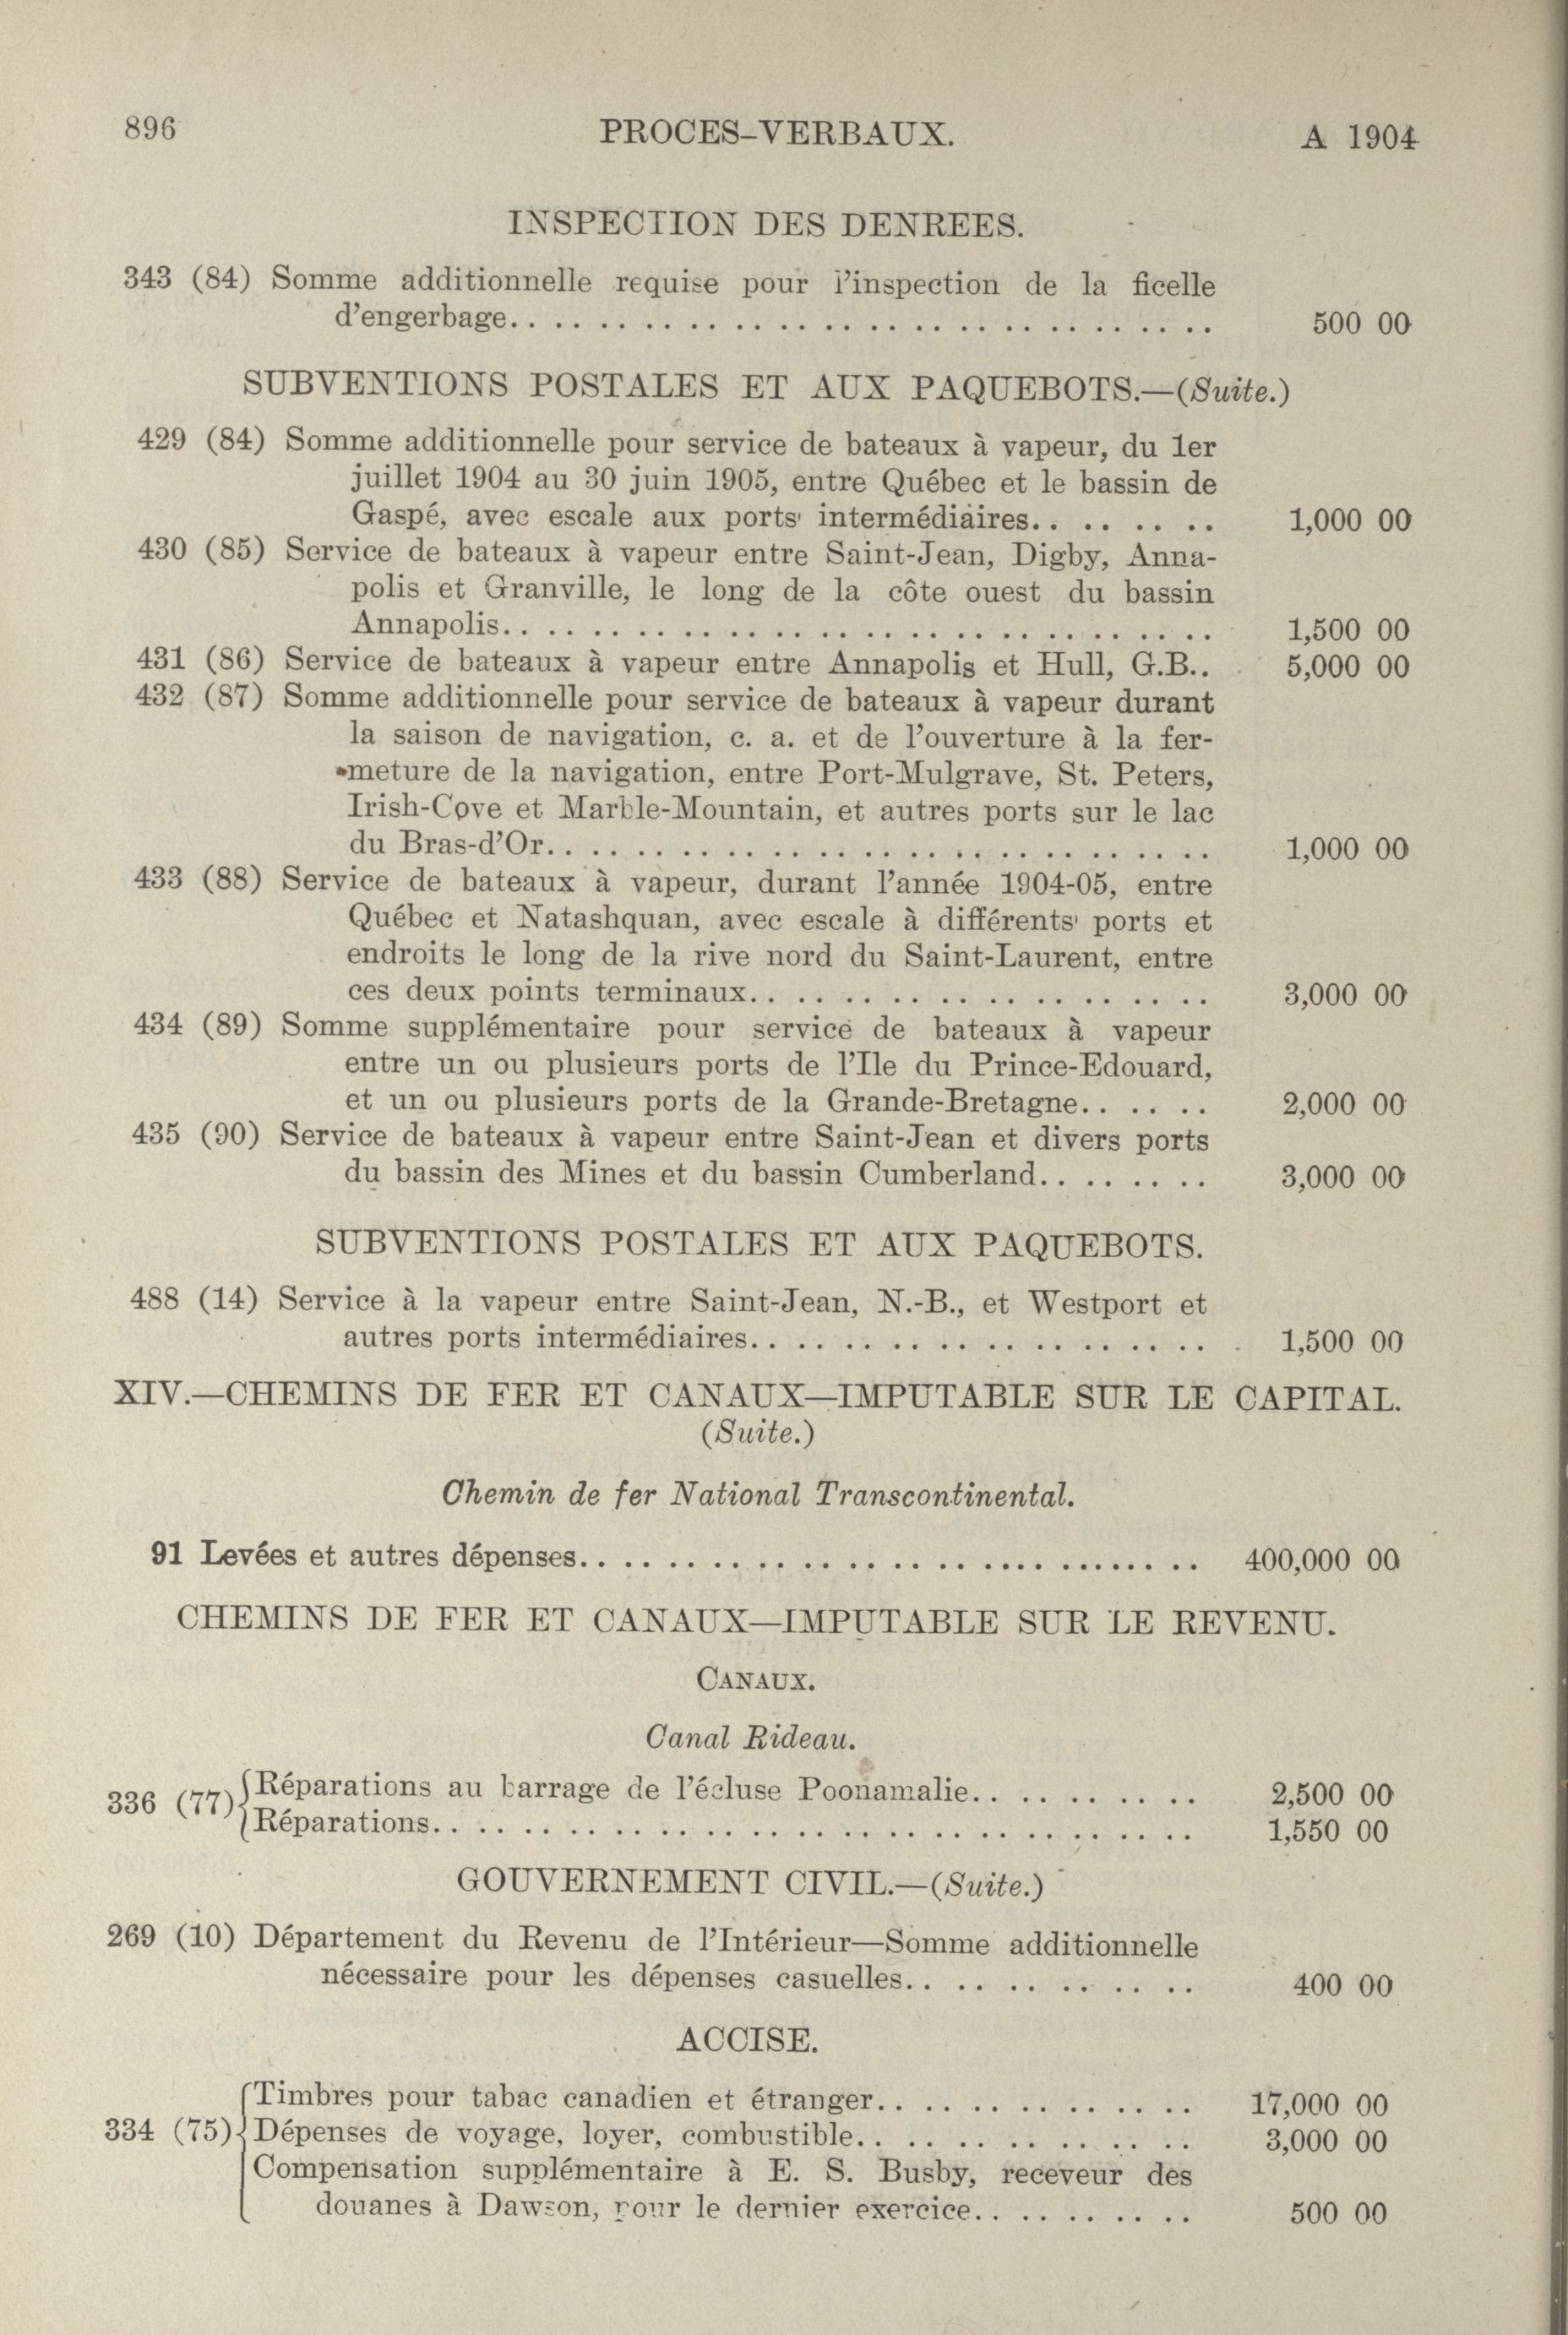 896 PROCES-VERBAUX. A 1904
INSPECTION DES DENREES.
343 (84) Somme additionnelle requise pour l'inspection de la ficelle
d'engerbage. . . . . . . . . . . . . . . . . . . . . . . . . . . . . . . . 500 00
SUBVENTIONS POSTALES ET AUX PAQUEBOTS.—(Suite.)
429 (84) Somme additionnelle pour service de bateaux à vapeur, du 1er
juillet 1904 au 30 juin 1905, entre Québec et le bassin de
Gaspé, avec escale aux ports intermédiaires. . . . . . . . . 1,000 00
430 (85) Service de bateaux à vapeur entre Saint-Jean, Digby, Anna-
polis et Granville, le long de la côte ouest du bassin
Annapolis. . . . . . . . . . . . . . . . . . . . . . . . . . . . . . . . 1,500 00
431 (86) Service de bateaux à vapeur entre Annapolis et Hull, G.B.. 5,000 00
432 (87) Somme additionnelle pour service de bateaux à vapeur durant
la saison de navigation, c. a. et de l'ouverture à la fer-
meture de la navigation, entre Port-Mulgrave, St. Peters,
Irish-Cove et Marble-Mountain, et autres ports sur le lac
du Bras-d'Or. . . . . . . . . . . . . . . . . . . . . . . . . . . . . . 1,000 00
433 (88) Service de bateaux à vapeur, durant l'année 1904-05, entre
Québec et Natashquan, avec escale à différents ports et
endroits le long de la rive nord du Saint-Laurent, entre
ces deux points terminaux. . . . . . . . . . . . . . . . . . . . . 3,000 00
434 (89) Somme supplémentaire pour service de bateaux à vapeur
entre un ou plusieurs ports de l'Ile du Prince-Edouard,
et un ou plusieurs ports de la Grande-Bretagne. . . . . . 2,000 00
435 (90) Service de bateaux à vapeur entre Saint-Jean et divers ports
du bassin des Mines et du bassin Cumberland. . . . . . . . 3,000 00
SUBVENTIONS POSTALES ET AUX PAQUEBOTS.
488 (14) Service à la vapeur entre Saint-Jean, N.-B., et Westport et
autres ports intermédiaires. . . . . . . . . . . . . . . . . . . . 1,500 00
XIV.—CHEMINS DE FER ET CANAUX—IMPUTABLE SUR LE CAPITAL.
(Suite.)
Chemin de fer National Transcontinental.
91 Levées et autres dépenses. . . . . . . . . . . . . . . . . . . . . . . . . . . . . 400,000 00
CHEMINS DE FER ET CANAUX—IMPUTABLE SUR LE REVENU.
CANAUX.
Canal Rideau.
336 (77) {Réparations au barrage de l'écluse Poonamalie. . . . . . . . . . 2,500 00
{Réparations. . . . . . . . . . . . . . . . . . . . . . . . . . . . . . . . . . 1,550 00
GOUVERNEMENT CIVIL.—(Suite.)
269 (10) Département du Revenu de l'Intérieur—Somme additionnelle
nécessaire pour les dépenses casuelles. . . . . . . . . . . . . 400 00
ACCISE.
{Timbres pour tabac canadien et étranger. . . . . . . . . . . . . . 17,000 00
334 (75) {Dépenses de voyage, loyer, combustible. . . . . . . . . . . . . . . 3,000 00
Compensation supplémentaire à E. S. Busby, receveur des
douanes à Dawson, pour le dernier exercice. . . . . . . . . . 500 00